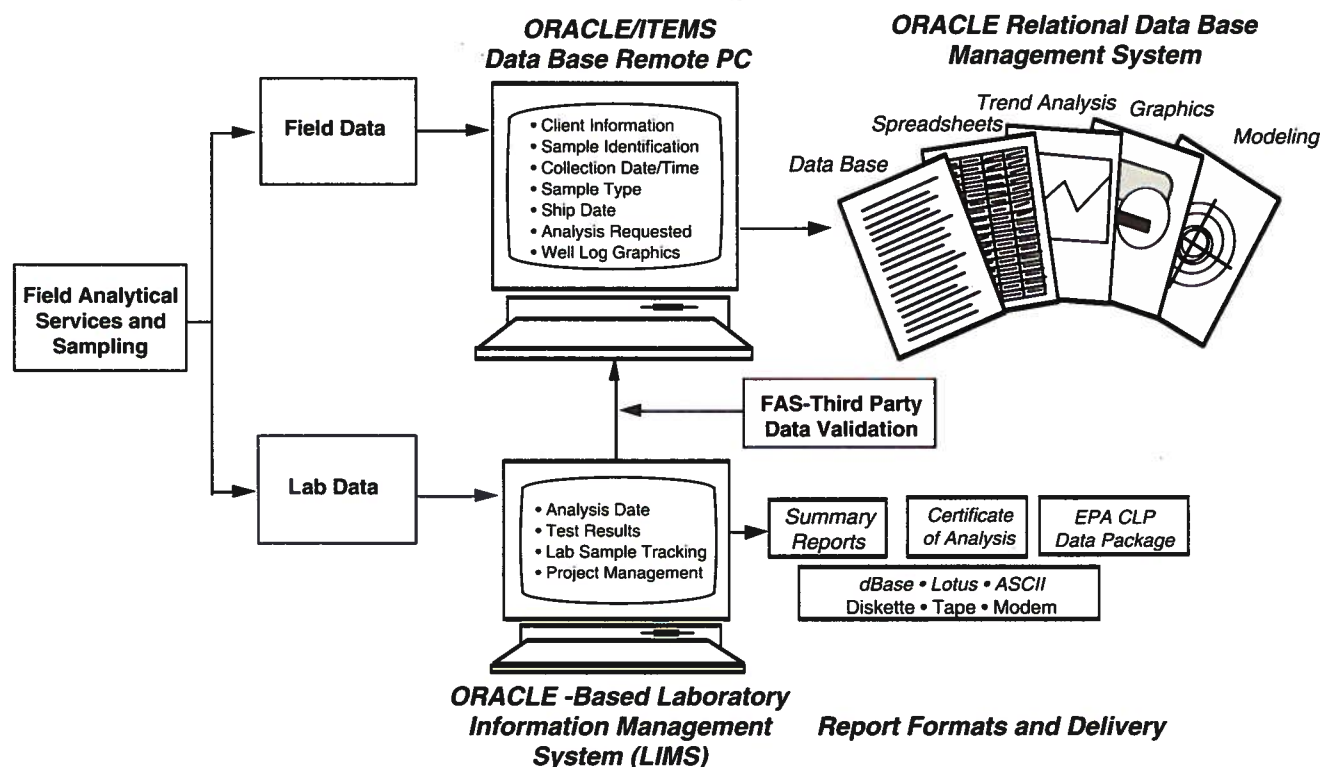 ORACLE/ITEMS
Data Base Remote PC
ORACLE Relational Data Base
Management System
Field Data
• Client Information
• Sample Identification
• Collection Date/Time
• Sample Type
• Ship Date
• Analysis Requested
• Well Log Graphics
Data Base
Spreadsheets
Trend Analysis
Graphics
Modeling
Field Analytical
Services and
Sampling
FAS-Third Party
Data Validation
Lab Data
• Analysis Date
• Test Results
• Lab Sample Tracking
• Project Management
Summary
Reports
Certificate
of Analysis
EPA CLP
Data Package
dBase • Lotus • ASCII
Diskette • Tape • Modem
ORACLE -Based Laboratory
Information Management
System (LIMS)
Report Formats and Delivery